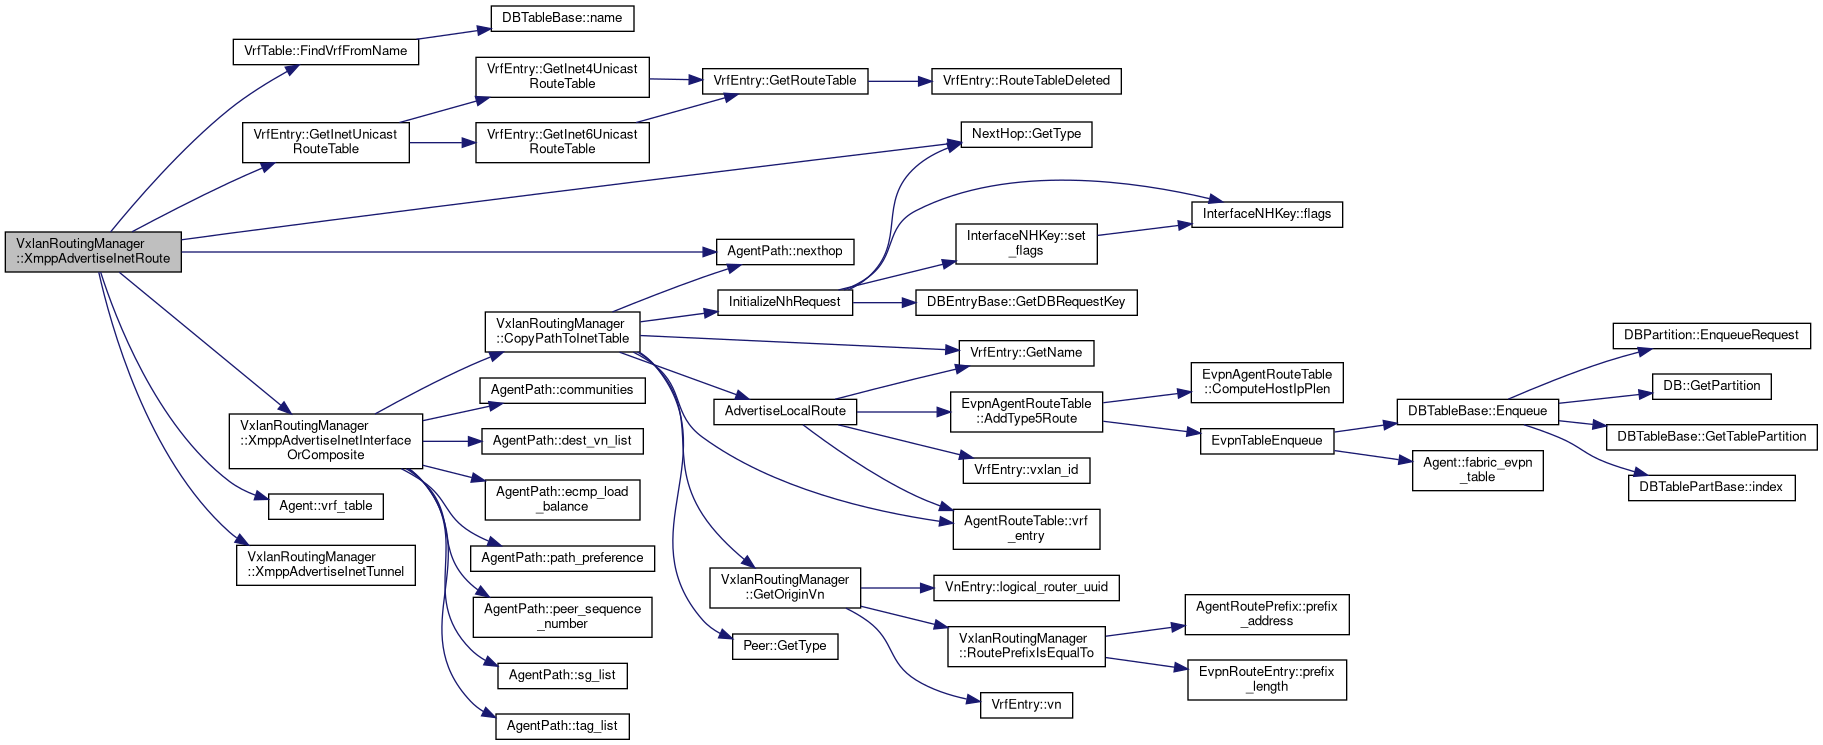 VxlanRoutingManager
::XmppAdvertiseInetRoute
VrfTable::FindVrfFromName
DBTableBase::name
VrfEntry::GetInetUnicast
RouteTable
VrfEntry::GetInet4Unicast
RouteTable
VrfEntry::GetInet6Unicast
RouteTable
VrfEntry::GetRouteTable
VrfEntry::RouteTableDeleted
NextHop::GetType
AgentPath::nexthop
VxlanRoutingManager
::XmppAdvertiseInetInterface
OrComposite
VxlanRoutingManager
::CopyPathToInetTable
InitializeNhRequest
InterfaceNHKey::set
_flags
InterfaceNHKey::flags
DBEntryBase::GetDBRequestKey
VrfEntry::GetName
AdvertiseLocalRoute
EvpnAgentRouteTable
::AddType5Route
EvpnAgentRouteTable
::ComputeHostIpPlen
EvpnTableEnqueue
DBTableBase::Enqueue
DBPartition::EnqueueRequest
DB::GetPartition
DBTableBase::GetTablePartition
DBTablePartBase::index
Agent::fabric_evpn
_table
VrfEntry::vxlan_id
AgentRouteTable::vrf
_entry
VxlanRoutingManager
::GetOriginVn
VnEntry::logical_router_uuid
VxlanRoutingManager
::RoutePrefixIsEqualTo
AgentRoutePrefix::prefix
_address
EvpnRouteEntry::prefix
_length
VrfEntry::vn
Peer::GetType
AgentPath::communities
AgentPath::dest_vn_list
AgentPath::ecmp_load
_balance
AgentPath::path_preference
AgentPath::peer_sequence
_number
AgentPath::sg_list
AgentPath::tag_list
Agent::vrf_table
VxlanRoutingManager
::XmppAdvertiseInetTunnel